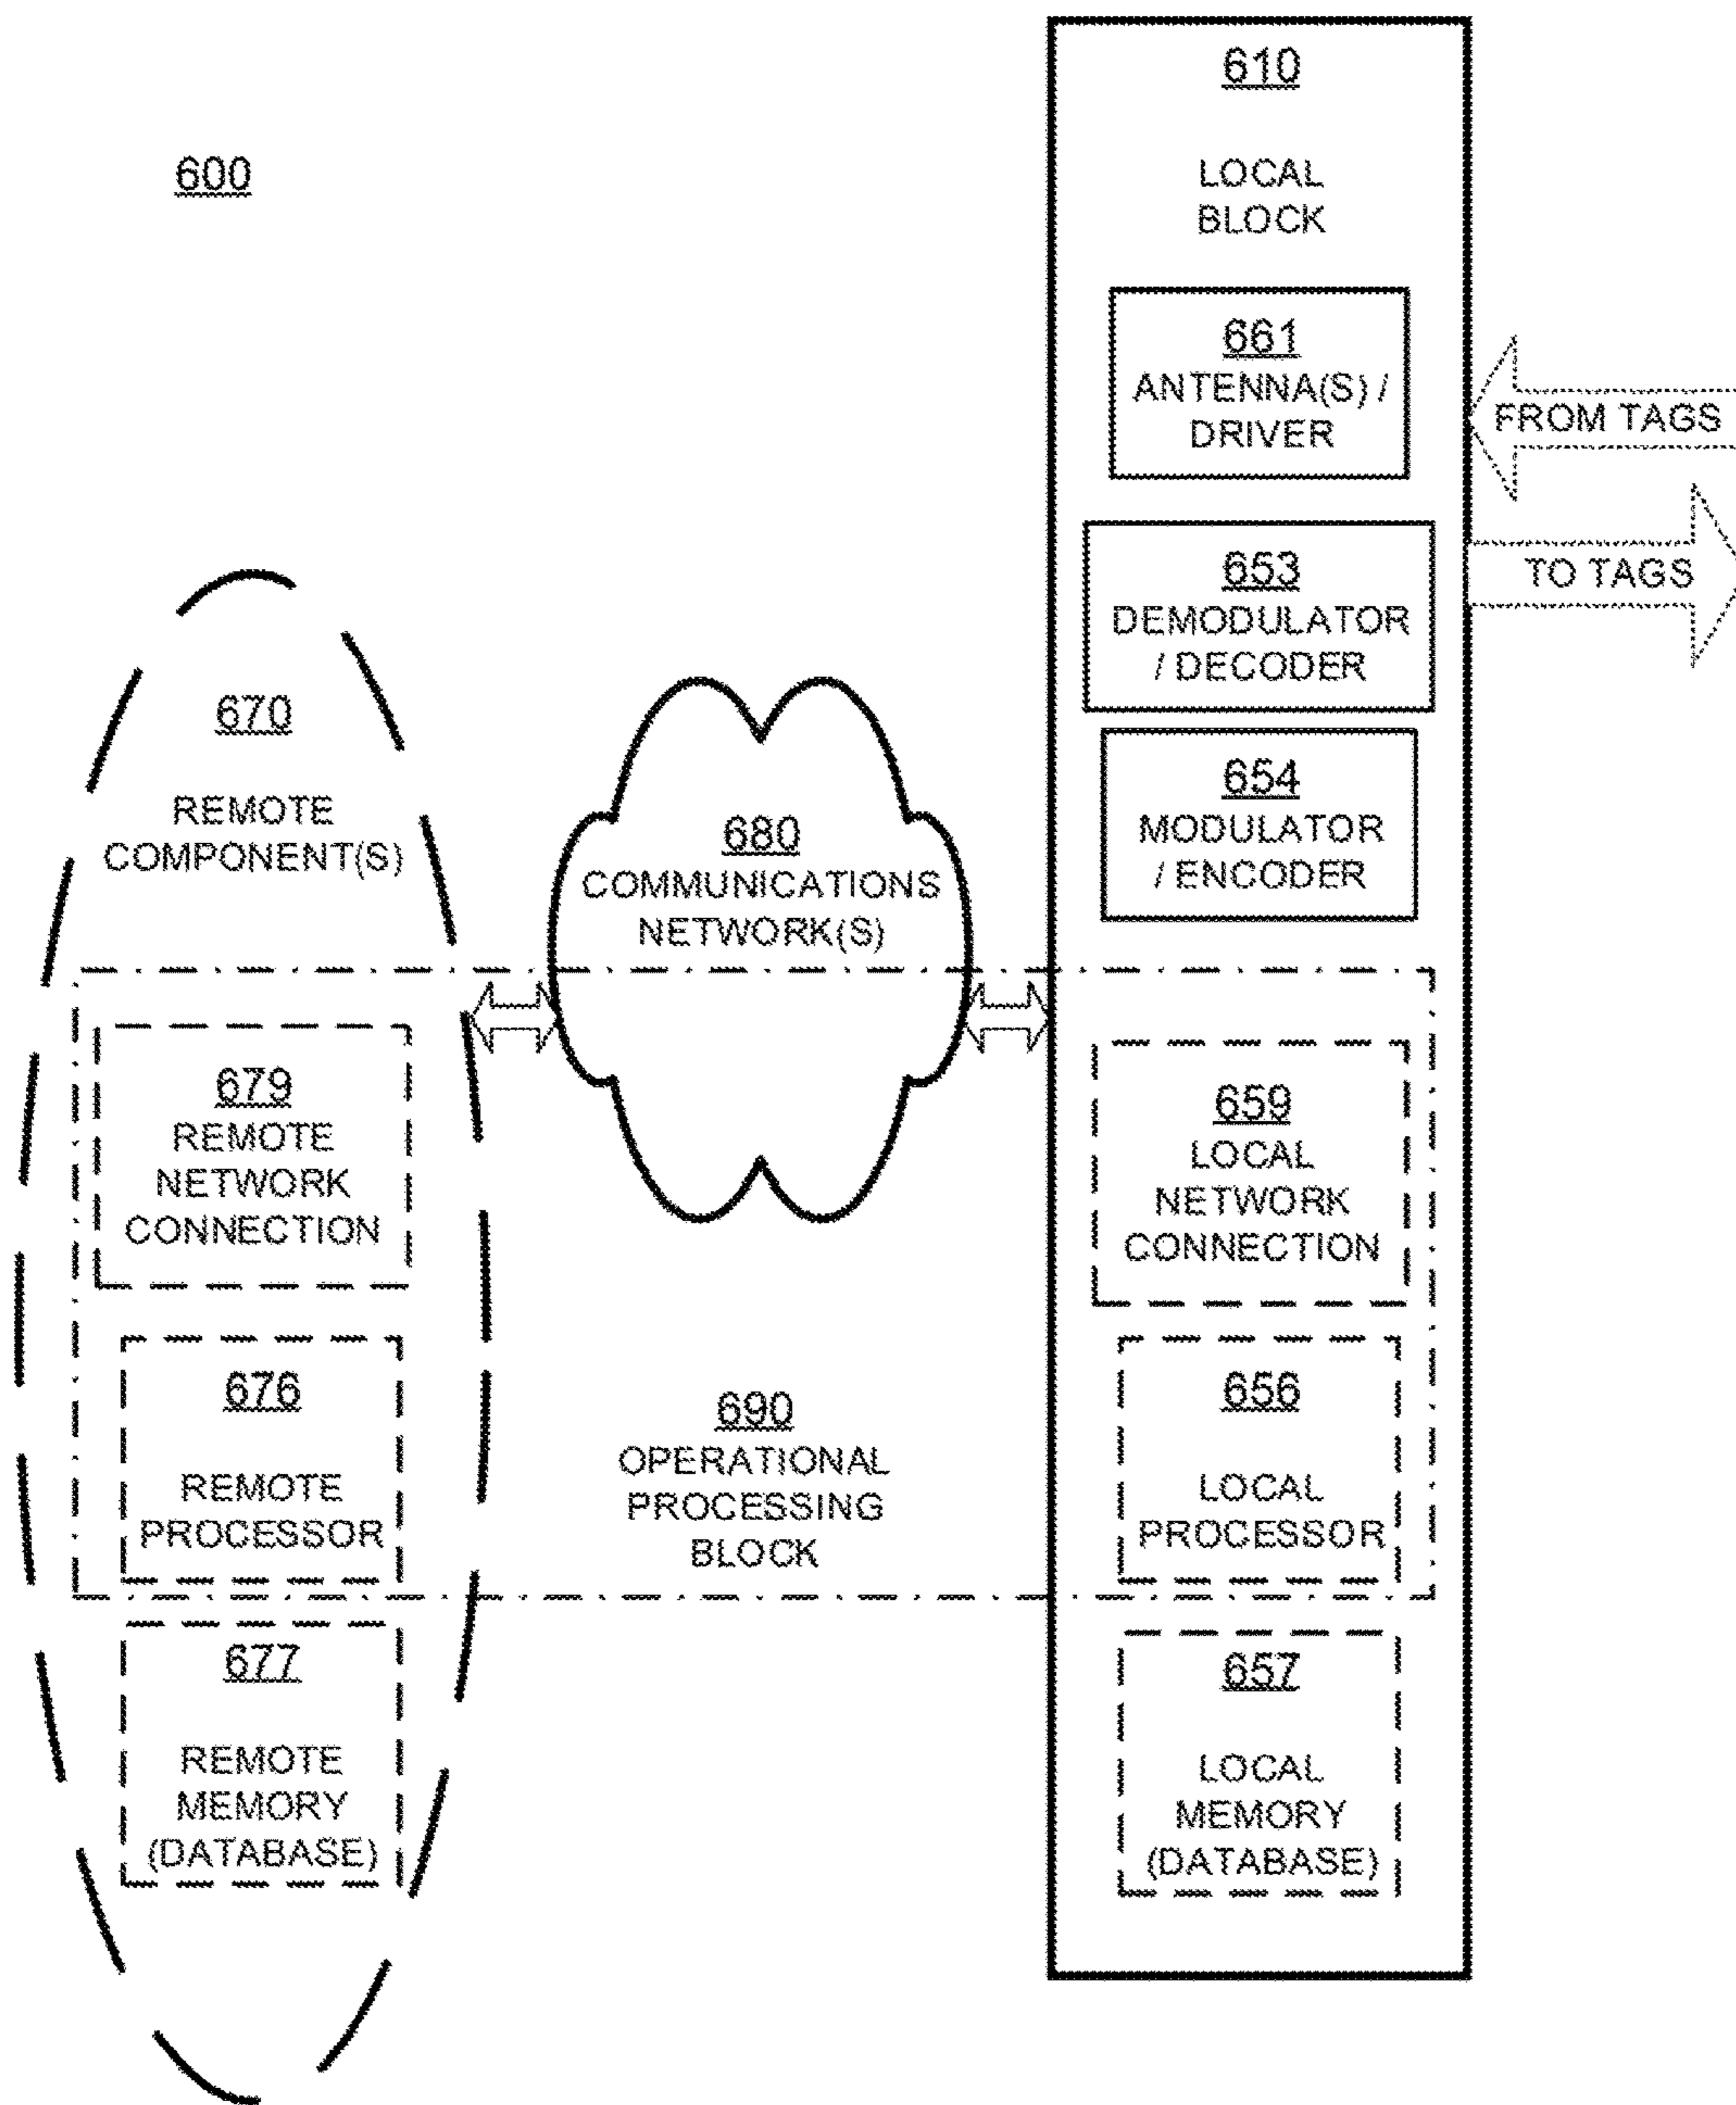 600
610
LOCAL
BLOCK
661
ANTENNA(S) /
DRIVER
FROM TAGS
653
DEMODULATOR
/ DECODER
TO TAGS
654
MODULATOR
/ ENCODER
670
REMOTE
COMPONENT(S)
680
COMMUNICATIONS
NETWORK(S)
679
REMOTE
NETWORK
CONNECTION
659
LOCAL
NETWORK
CONNECTION
676
REMOTE
PROCESSOR
690
OPERATIONAL
PROCESSING
BLOCK
656
LOCAL
PROCESSOR
677
REMOTE
MEMORY
(DATABASE)
657
LOCAL
MEMORY
(DATABASE)